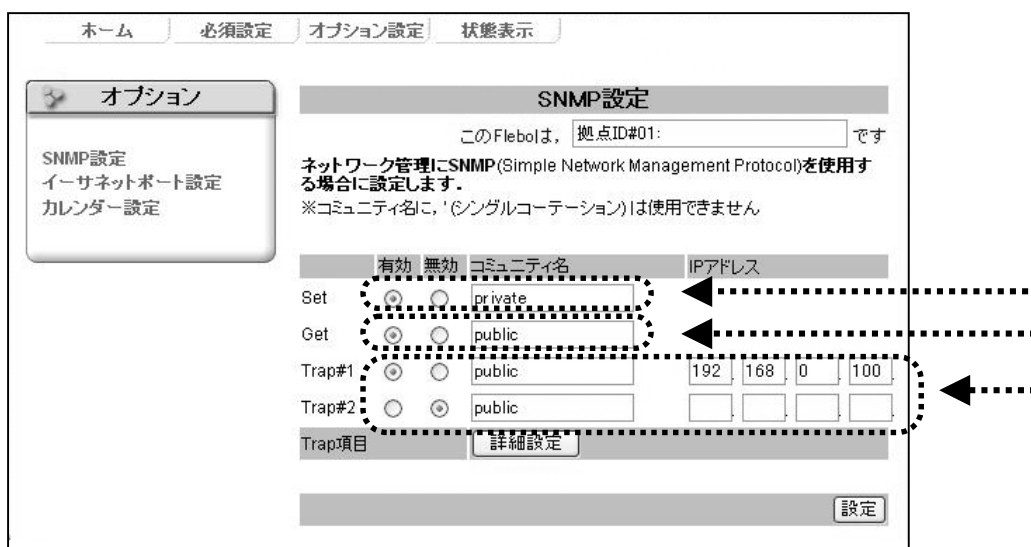 ホーム 必須設定 オプション設定 状態表示
オプション
SNMP設定
イーサネットポート設定
カレンダー設定
SNMP設定
このFlebolは, 拠点ID#01: です
ネットワーク管理にSNMP(Simple Network Management Protocol)を使用す
る場合に設定します.
※コミュニティ名に, '(シングルコーテーション)は使用できません
有効 無効 コミュニティ名 IPアドレス
Set private
Get public
Trap#1 public 192 . 168 . 0 . 100 .
Trap#2 public . . . .
Trap項目 詳細設定
設定